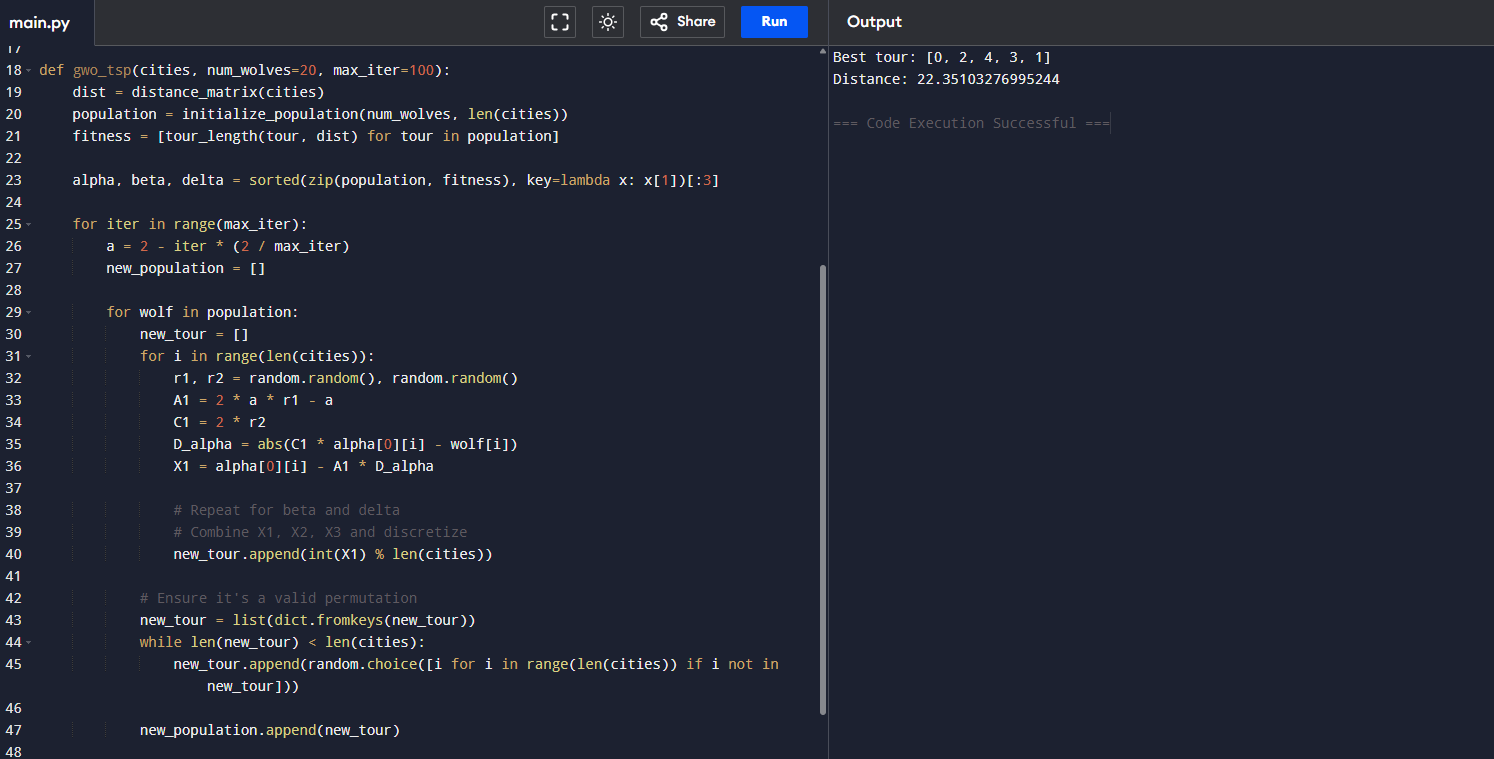 main.py
Share
Run
Output
17
18 def gwo_tsp(cities, num_wolves=20, max_iter=100):
19     dist = distance_matrix(cities)
20     population = initialize_population(num_wolves, len(cities))
21     fitness = [tour_length(tour, dist) for tour in population]
22
23     alpha, beta, delta = sorted(zip(population, fitness), key=lambda x: x[1])[:3]
24
25     for iter in range(max_iter):
26         a = 2 - iter * (2 / max_iter)
27         new_population = []
28
29         for wolf in population:
30             new_tour = []
31             for i in range(len(cities)):
32                 r1, r2 = random.random(), random.random()
33                 A1 = 2 * a * r1 - a
34                 C1 = 2 * r2
35                 D_alpha = abs(C1 * alpha[0][i] - wolf[i])
36                 X1 = alpha[0][i] - A1 * D_alpha
37
38                 # Repeat for beta and delta
39                 # Combine X1, X2, X3 and discretize
40                 new_tour.append(int(X1) % len(cities))
41
42             # Ensure it's a valid permutation
43             new_tour = list(dict.fromkeys(new_tour))
44             while len(new_tour) < len(cities):
45                 new_tour.append(random.choice([i for i in range(len(cities)) if i not in
                    new_tour]))
46
47             new_population.append(new_tour)
48
Best tour: [0, 2, 4, 3, 1]
Distance: 22.35103276995244
=== Code Execution Successful ===